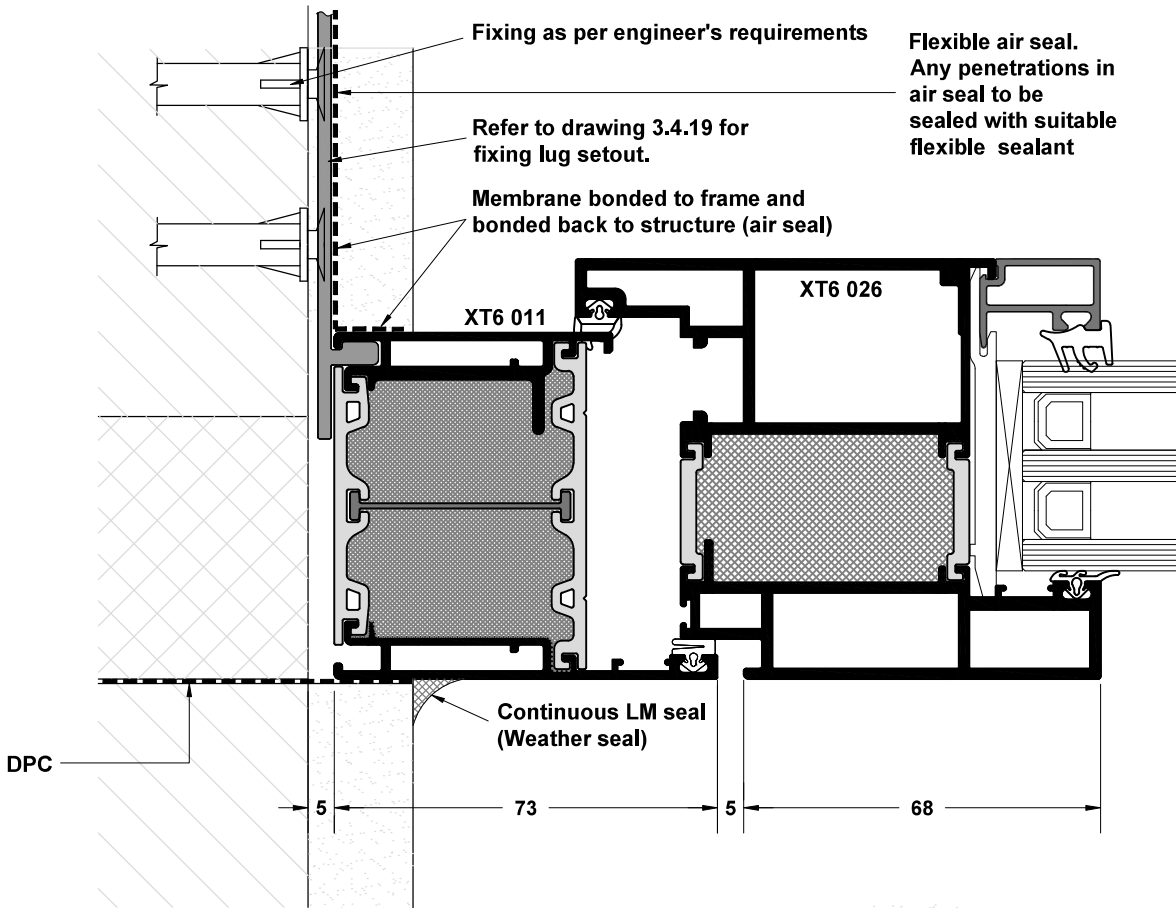 Fixing as per engineer's requirements
Flexible air seal.
Any penetrations in
air seal to be
sealed with suitable
flexible sealant
Refer to drawing 3.4.19 for
fixing lug setout.
Membrane bonded to frame and
bonded back to structure (air seal)
XT6 011
XT6 026
Continuous LM seal
(Weather seal)
DPC
5
73
5
68